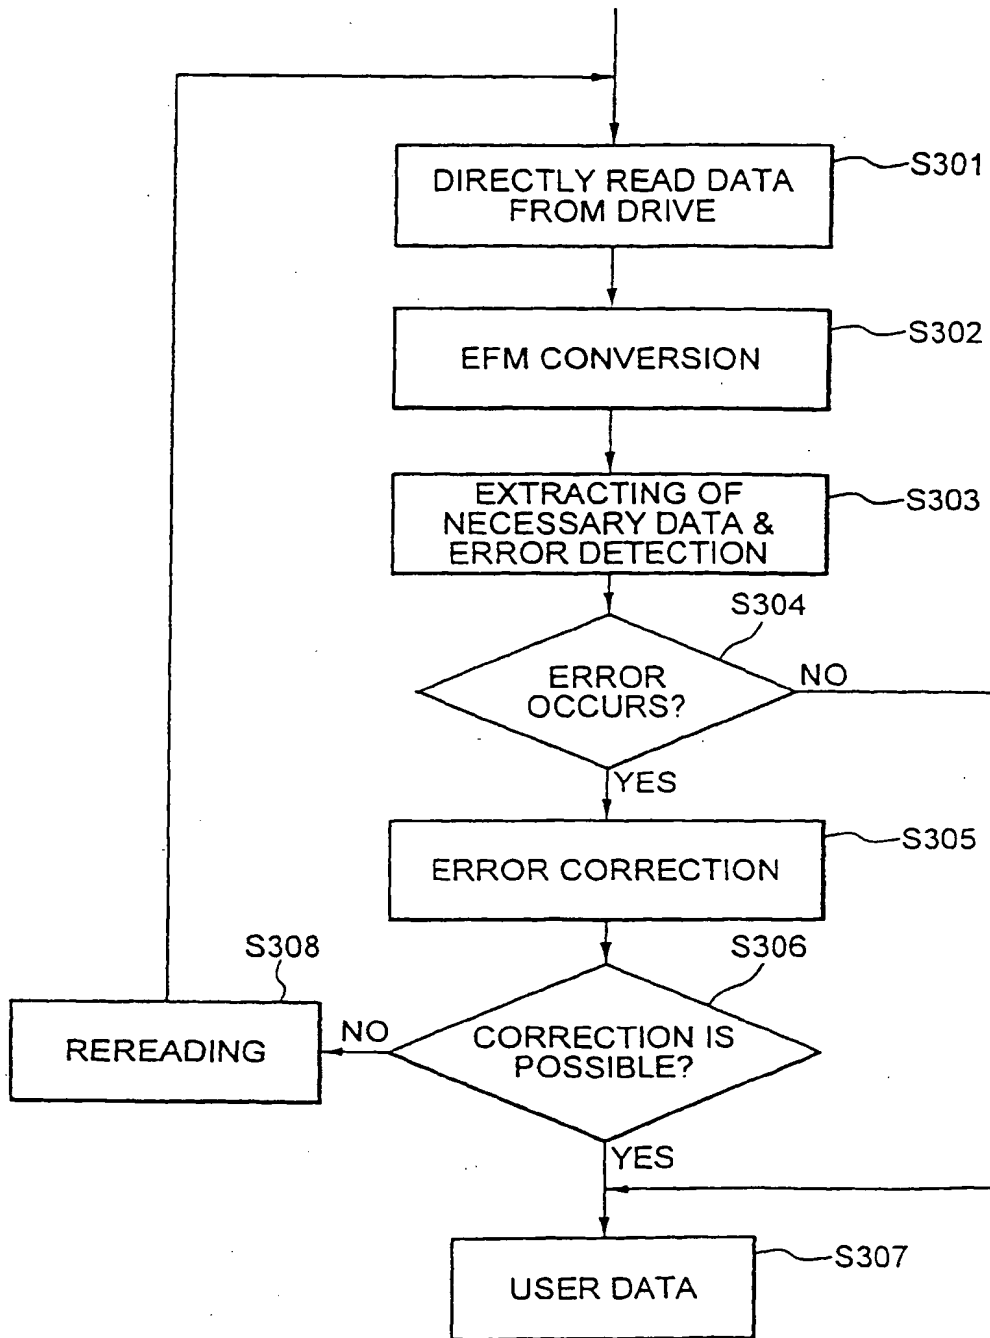 DIRECTLY READ DATA
FROM DRIVE
S301
EFM CONVERSION
S302
EXTRACTING OF
NECESSARY DATA &
ERROR DETECTION
S303
S304
ERROR
OCCURS?
NO
YES
ERROR CORRECTION
S305
S306
S308
CORRECTION IS
POSSIBLE?
NO
REREADING
YES
USER DATA
S307